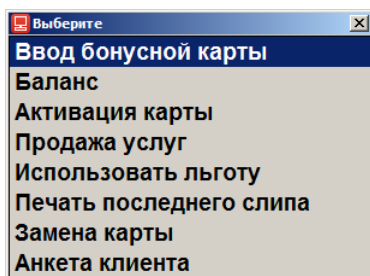 Выберите
Ввод бонусной карты
Баланс
Активация карты
Продажа услуг
Использовать льготу
Печать последнего слипа
Замена карты
Анкета клиента